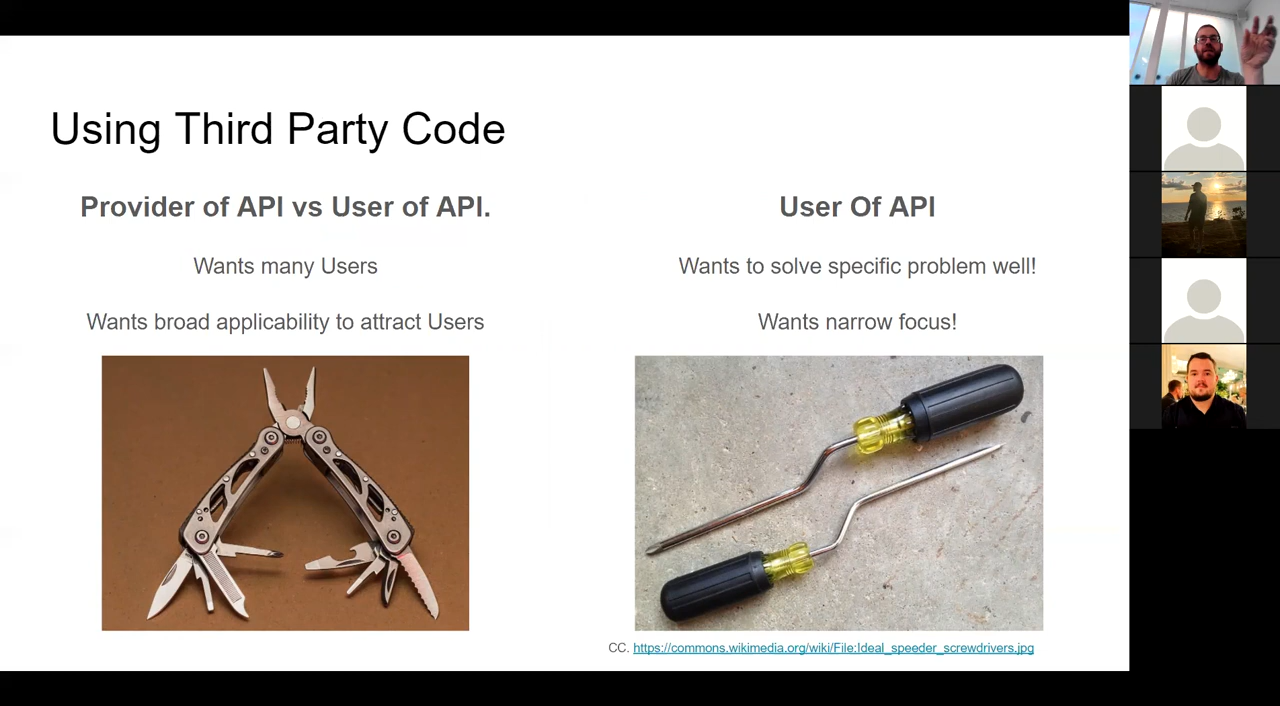 Using Third Party Code
Provider of API vs User of API.
Wants many Users
Wants broad applicability to attract Users
User Of API
Wants to solve specific problem well!
Wants narrow focus!
CC. https://commons.wikimedia.org/wiki/File:Ideal_speeder_screwdrivers.jpg